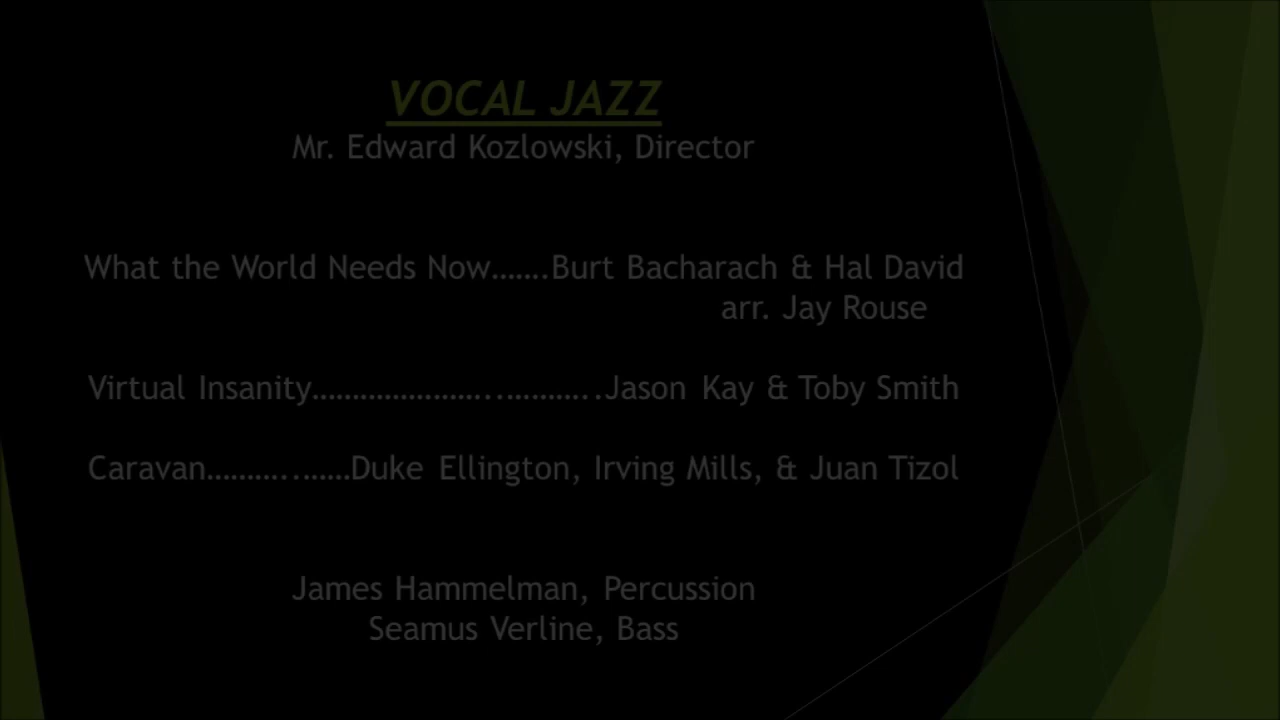 VOCAL JAZZ
Mr. Edward Kozlowski, Director
What the World Needs Now…….Burt Bacharach & Hal David
arr. Jay Rouse
Virtual Insanity…………………..………..Jason Kay & Toby Smith
Caravan………..……Duke Ellington, Irving Mills, & Juan Tizol
James Hammelman, Percussion
Seamus Verline, Bass